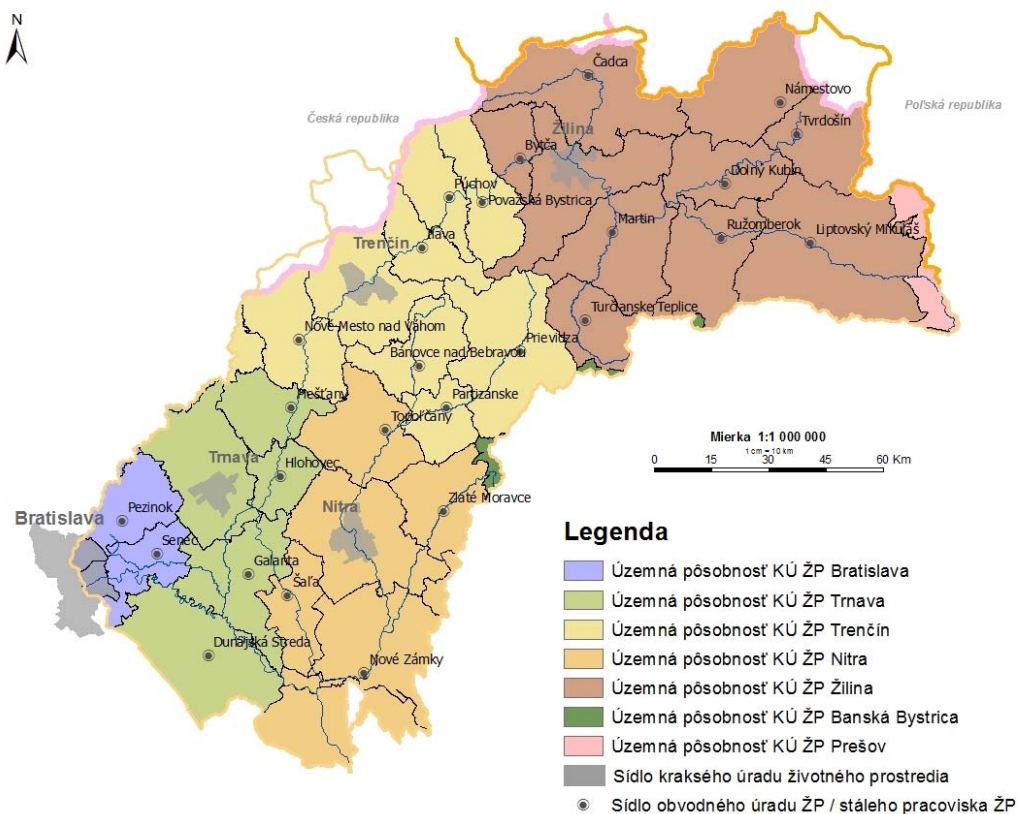 N
Čadca
Námestovo
Poľská republika
Česká republika
Tvrdošín
Žilina
Bytča
Dolný Kubín
Púchov
Považská Bystrica
Martin
Ružomberok
Liptovský Mikuláš
Trenčín
Ilava
Turčianske Teplice
Nové Mesto nad Váhom
Bánovce nad Bebravou
Prievidza
Piešťany
Partizánske
Topoľčany
Mierka 1:1 000 000
1 cm = 10 km
0 15 30 45 60 Km
Trnava
Hlohovec
Zlaté Moravce
Nitra
Pezinok
Bratislava
Senec
Galanta
Šaľa
Dunajská Streda
Nové Zámky
Legenda
Územná pôsobnosť KÚ ŽP Bratislava
Územná pôsobnosť KÚ ŽP Trnava
Územná pôsobnosť KÚ ŽP Trenčín
Územná pôsobnosť KÚ ŽP Nitra
Územná pôsobnosť KÚ ŽP Žilina
Územná pôsobnosť KÚ ŽP Banská Bystrica
Územná pôsobnosť KÚ ŽP Prešov
Sídlo kraksého úradu životného prostredia
Sídlo obvodného úradu ŽP / stáleho pracoviska ŽP